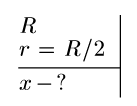 R
r = R/2
x – ?